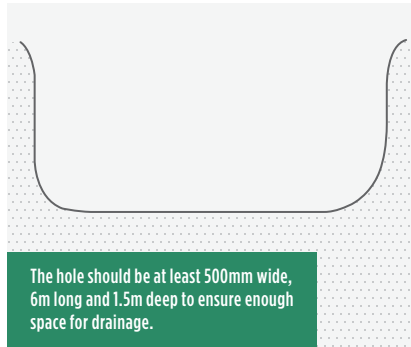 The hole should be at least 500mm wide,
6m long and 1.5m deep to ensure enough
space for drainage.